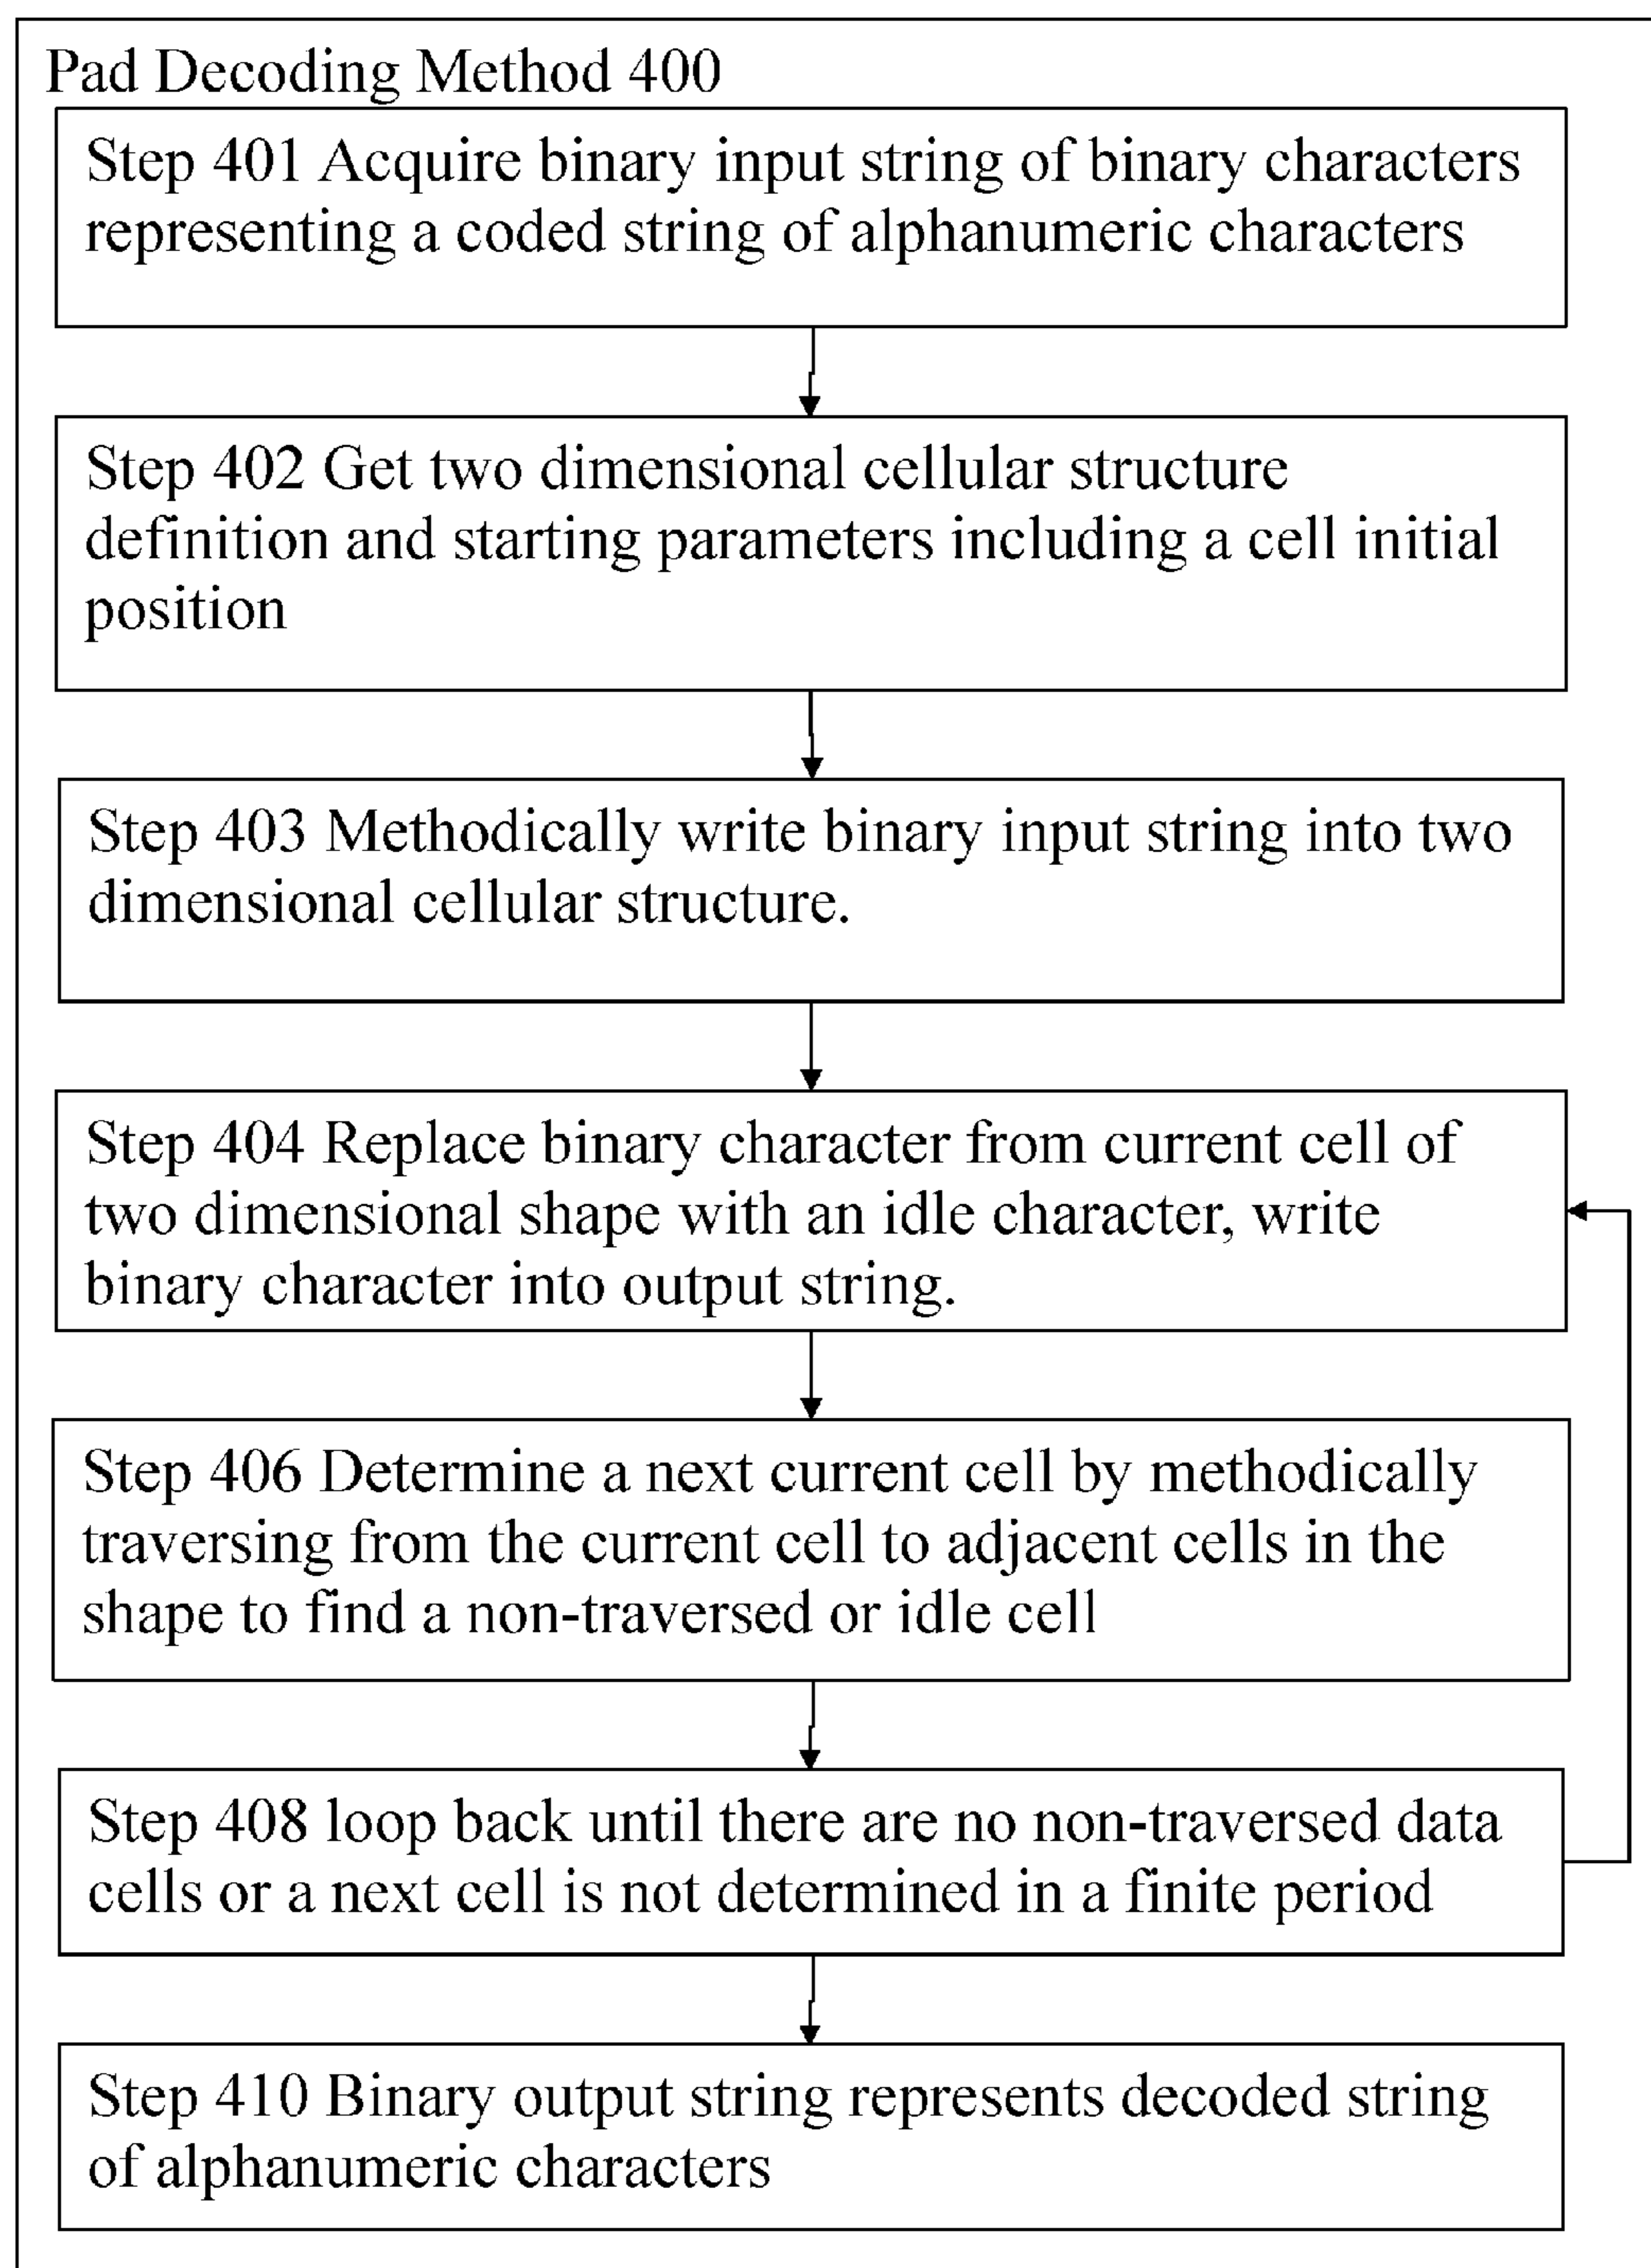 Pad Decoding Method 400
Step 401 Acquire binary input string of binary characters
representing a coded string of alphanumeric characters
Step 402 Get two dimensional cellular structure
definition and starting parameters including a cell initial
position
Step 403 Methodically write binary input string into two
dimensional cellular structure.
Step 404 Replace binary character from current cell of
two dimensional shape with an idle character, write
binary character into output string.
Step 406 Determine a next current cell by methodically
traversing from the current cell to adjacent cells in the
shape to find a non-traversed or idle cell
Step 408 loop back until there are no non-traversed data
cells or a next cell is not determined in a finite period
Step 410 Binary output string represents decoded string
of alphanumeric characters